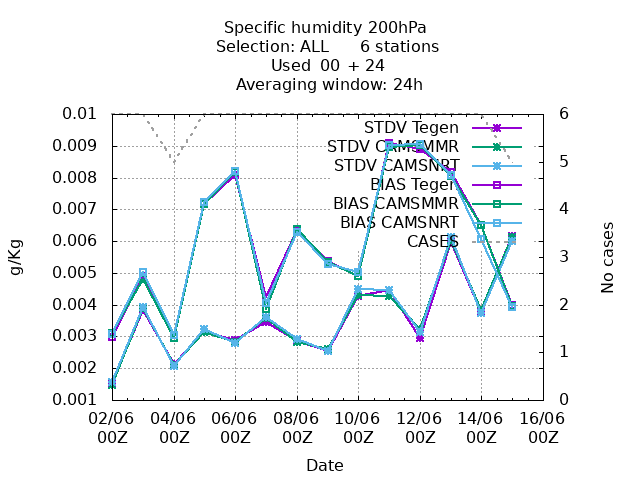 Specific humidity 200hPa
Selection: ALL 6 stations
Used 00 + 24
Averaging window: 24h
0.01
0.009
0.008
0.007
0.006
0.005
0.004
0.003
0.002
0.001
g/Kg
STDV Tegen
STDV CAMSMMR
STDV CAMSNRT
BIAS Tegen
BIAS CAMSMMR
BIAS CAMSNRT
CASES
6
5
4
3
2
1
0
No cases
02/06 04/06 06/06 08/06 10/06 12/06 14/06 16/06
00Z 00Z 00Z 00Z 00Z 00Z 00Z 00Z
Date